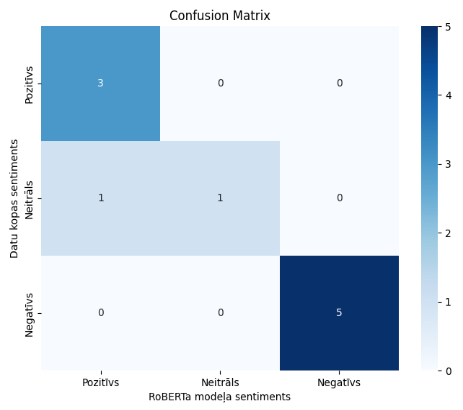 Confusion Matrix
Datu kopas sentiments
Pozitīvs
3 0 0
Neitrāls
1 1 0
Negatīvs
0 0 5
Pozitīvs Neitrāls Negatīvs
RoBERTa modeļa sentiments
5
4
3
2
1
0